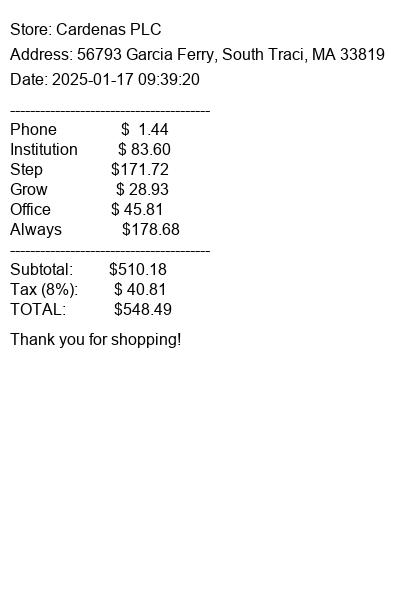 Store: Cardenas PLC
Address: 56793 Garcia Ferry, South Traci, MA 33819
Date: 2025-01-17 09:39:20
----------------------------------------
Phone $ 1.44
Institution $ 83.60
Step $171.72
Grow $ 28.93
Office $ 45.81
Always $178.68
----------------------------------------
Subtotal: $510.18
Tax (8%): $ 40.81
TOTAL: $548.49
Thank you for shopping!